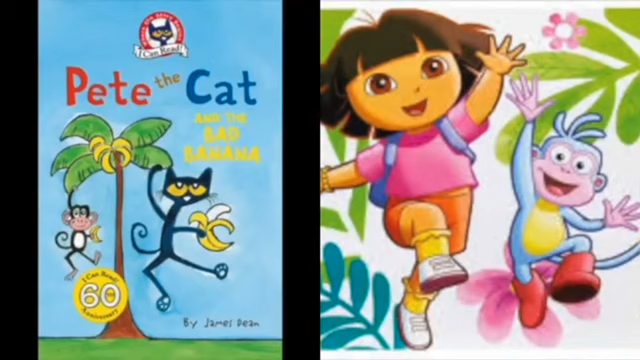 I Can Read!
Pete the Cat
AND THE
BAD
BANANA
I Can Read!
60
Anniversary
By James Dean